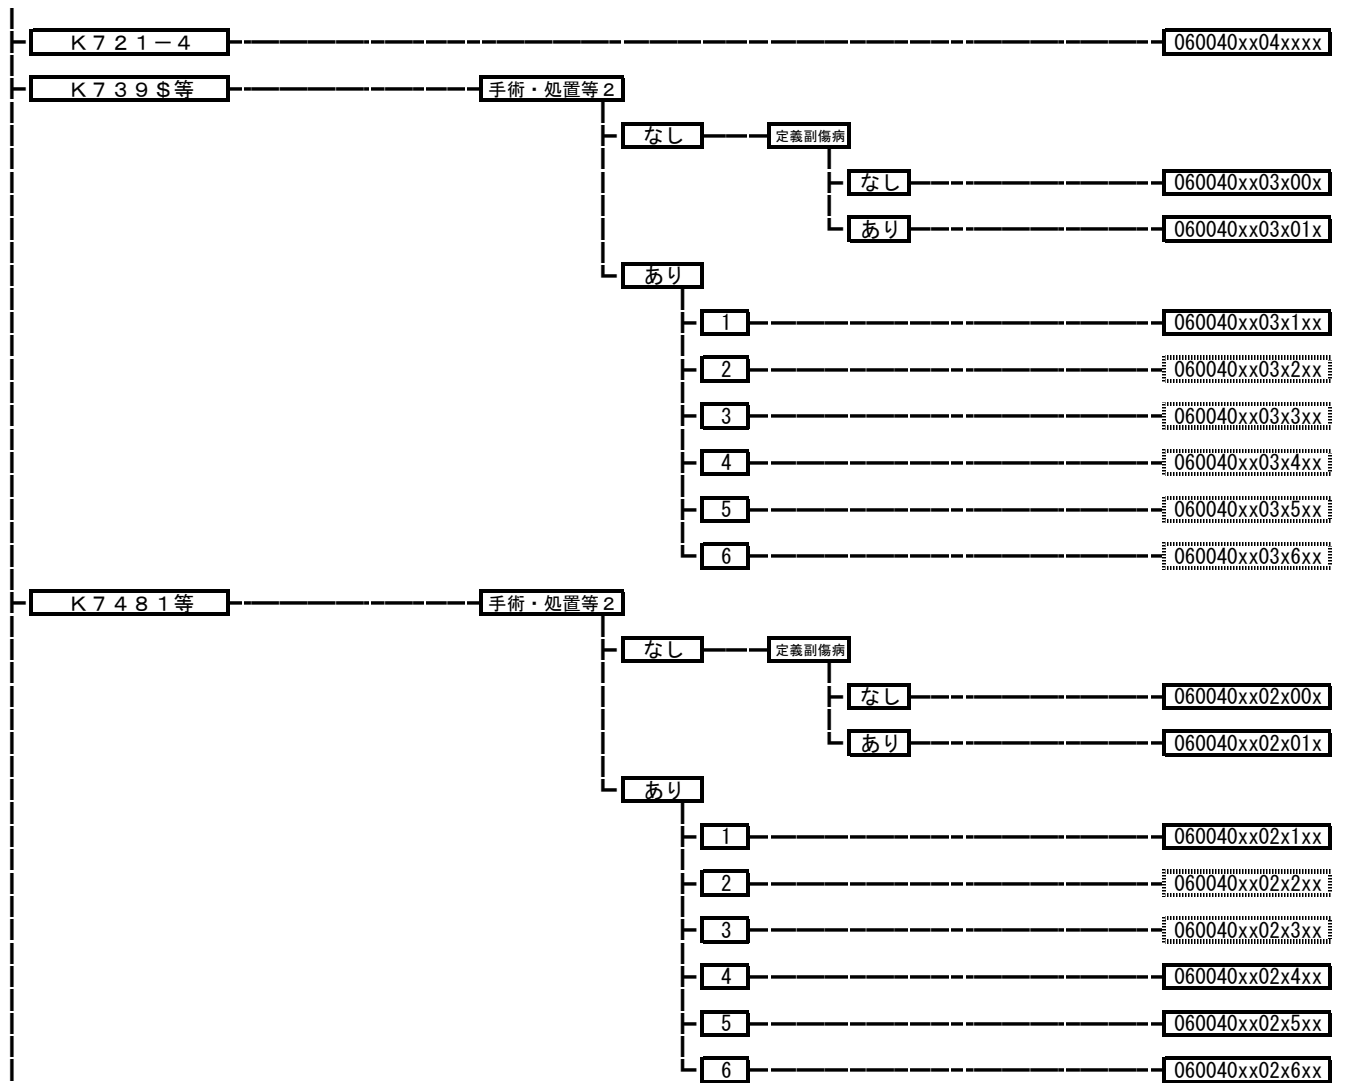 Ｋ７２１－４ 060040xx04xxxx
Ｋ７３９＄等 手術・処置等２
なし 定義副傷病
なし 060040xx03x00x
あり 060040xx03x01x
あり
1 060040xx03x1xx
2 060040xx03x2xx
3 060040xx03x3xx
4 060040xx03x4xx
5 060040xx03x5xx
6 060040xx03x6xx
Ｋ７４８１等 手術・処置等２
なし 定義副傷病
なし 060040xx02x00x
あり 060040xx02x01x
あり
1 060040xx02x1xx
2 060040xx02x2xx
3 060040xx02x3xx
4 060040xx02x4xx
5 060040xx02x5xx
6 060040xx02x6xx